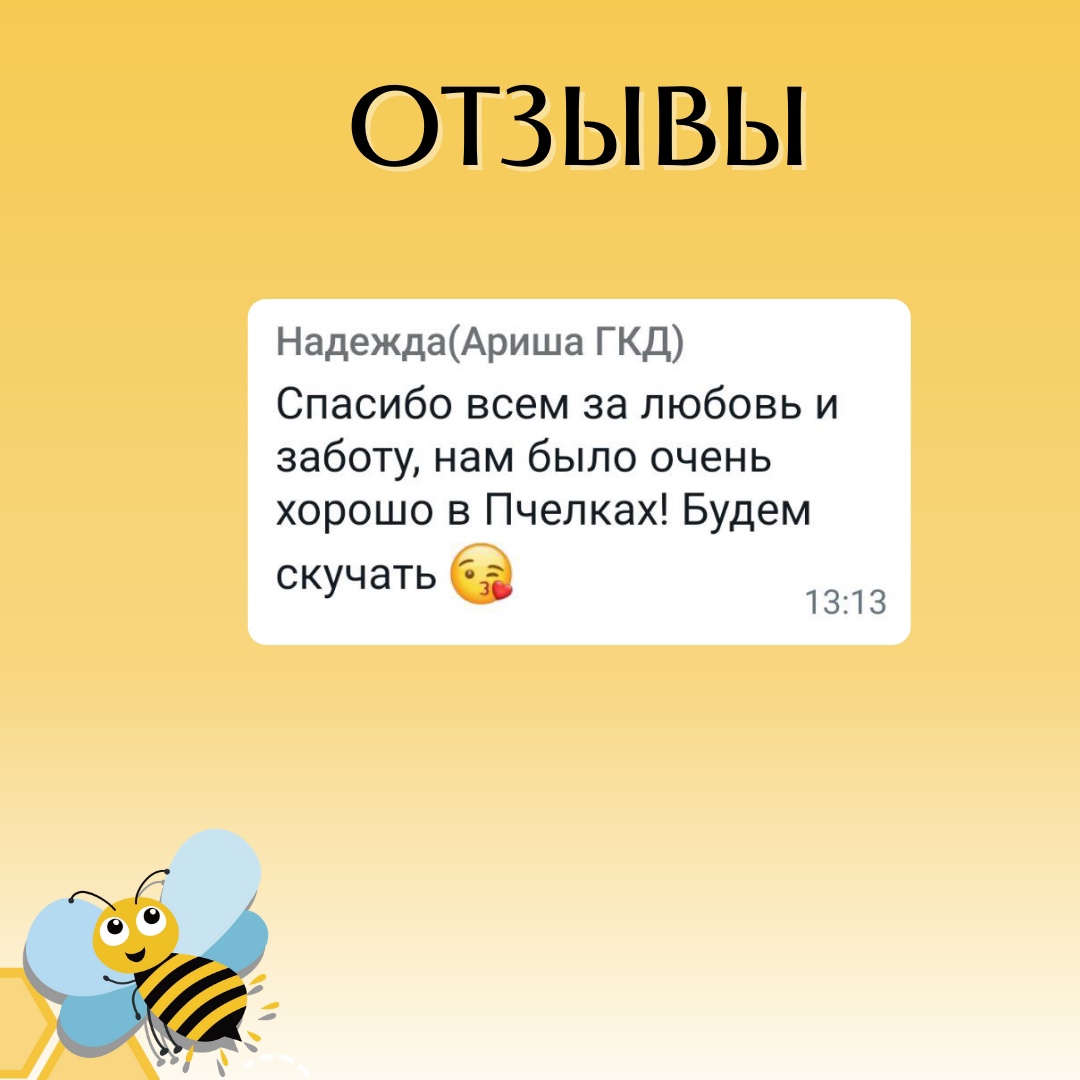 ОТЗЫВЫ
Надежда(Ариша ГКД)
Спасибо всем за любовь и
заботу, нам было очень
хорошо в Пчелках! Будем
скучать 😘
13:13